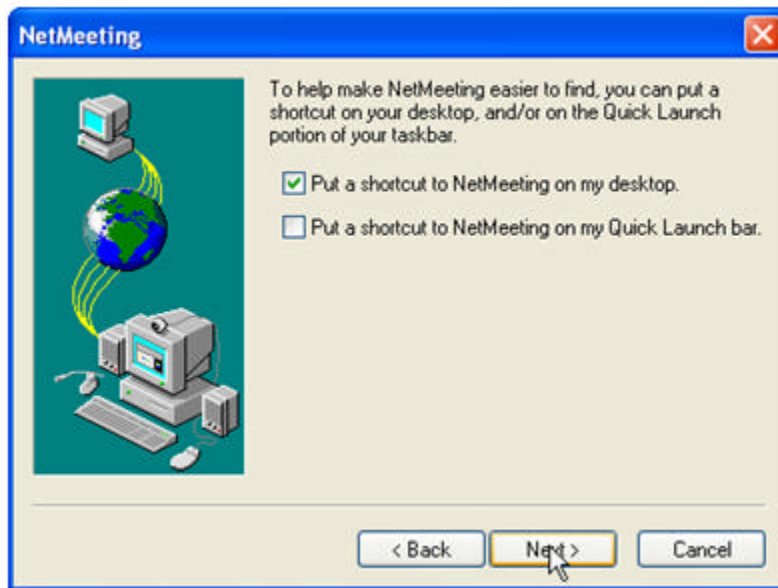 NetMeeting
To help make NetMeeting easier to find, you can put a
shortcut on your desktop, and/or on the Quick Launch
portion of your taskbar.
Put a shortcut to NetMeeting on my desktop.
Put a shortcut to NetMeeting on my Quick Launch bar.
< Back Next > Cancel